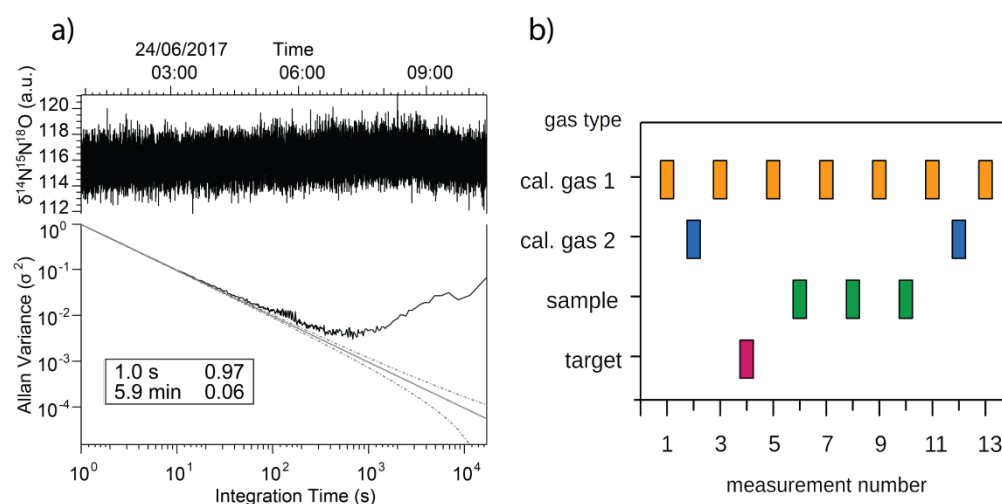 a)
24/06/2017 Time
03:00 06:00 09:00
δ¹⁴N¹⁵N¹⁸O (a.u.)
120
118
116
114
112
Allan Variance (σ²)
10⁰
10⁻¹
10⁻²
10⁻³
10⁻⁴
1.0 s 0.97
5.9 min 0.06
10⁰ 10¹ 10² 10³ 10⁴
Integration Time (s)
b)
gas type
cal. gas 1
cal. gas 2
sample
target
1 3 5 7 9 11 13
measurement number